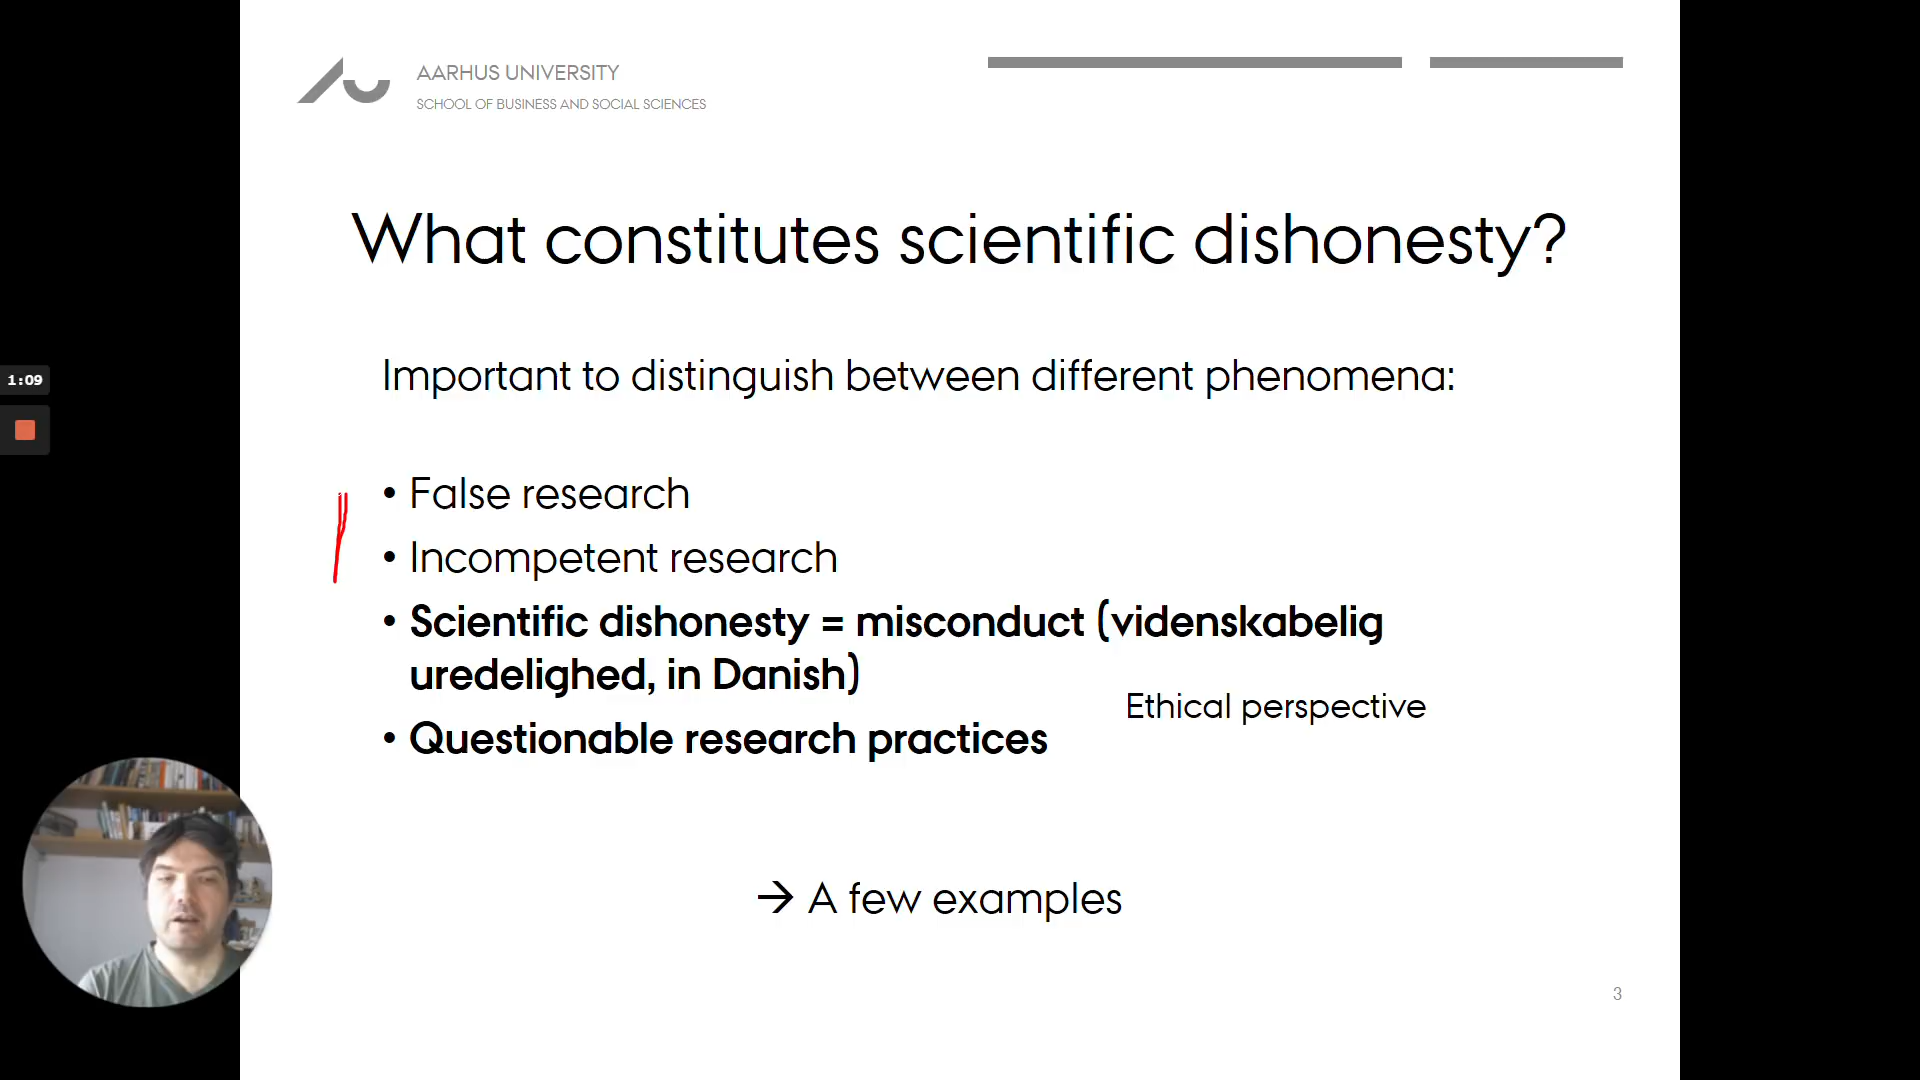 AARHUS UNIVERSITY
SCHOOL OF BUSINESS AND SOCIAL SCIENCES
What constitutes scientific dishonesty?
Important to distinguish between different phenomena:
1:09
• False research
• Incompetent research
• Scientific dishonesty = misconduct (videnskabelig
uredelighed, in Danish)
Ethical perspective
• Questionable research practices
→ A few examples
3